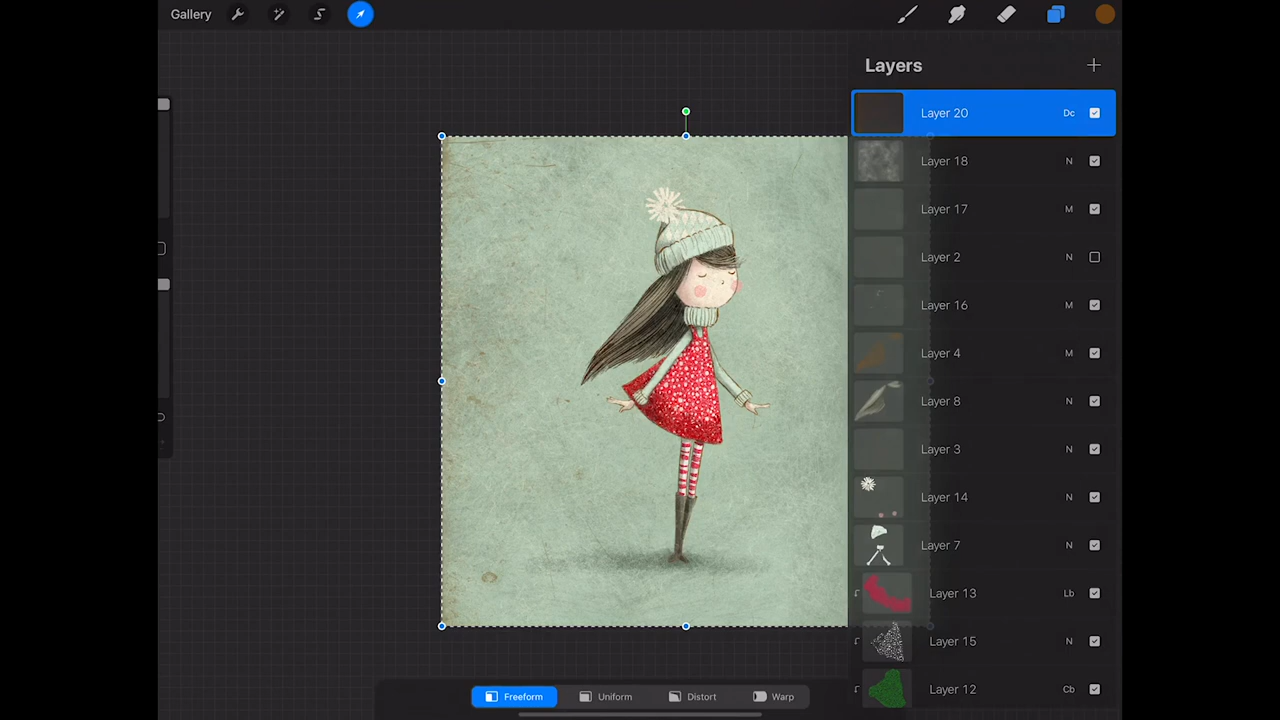 Gallery
Layers
Layer 20 Dc
Layer 18 N
Layer 17 M
Layer 2 N
Layer 16 M
Layer 4 M
Layer 8 N
Layer 3 N
Layer 14 N
Layer 7 N
Layer 13 Lb
Layer 15 N
Layer 12 Cb
Freeform Uniform Distort Warp